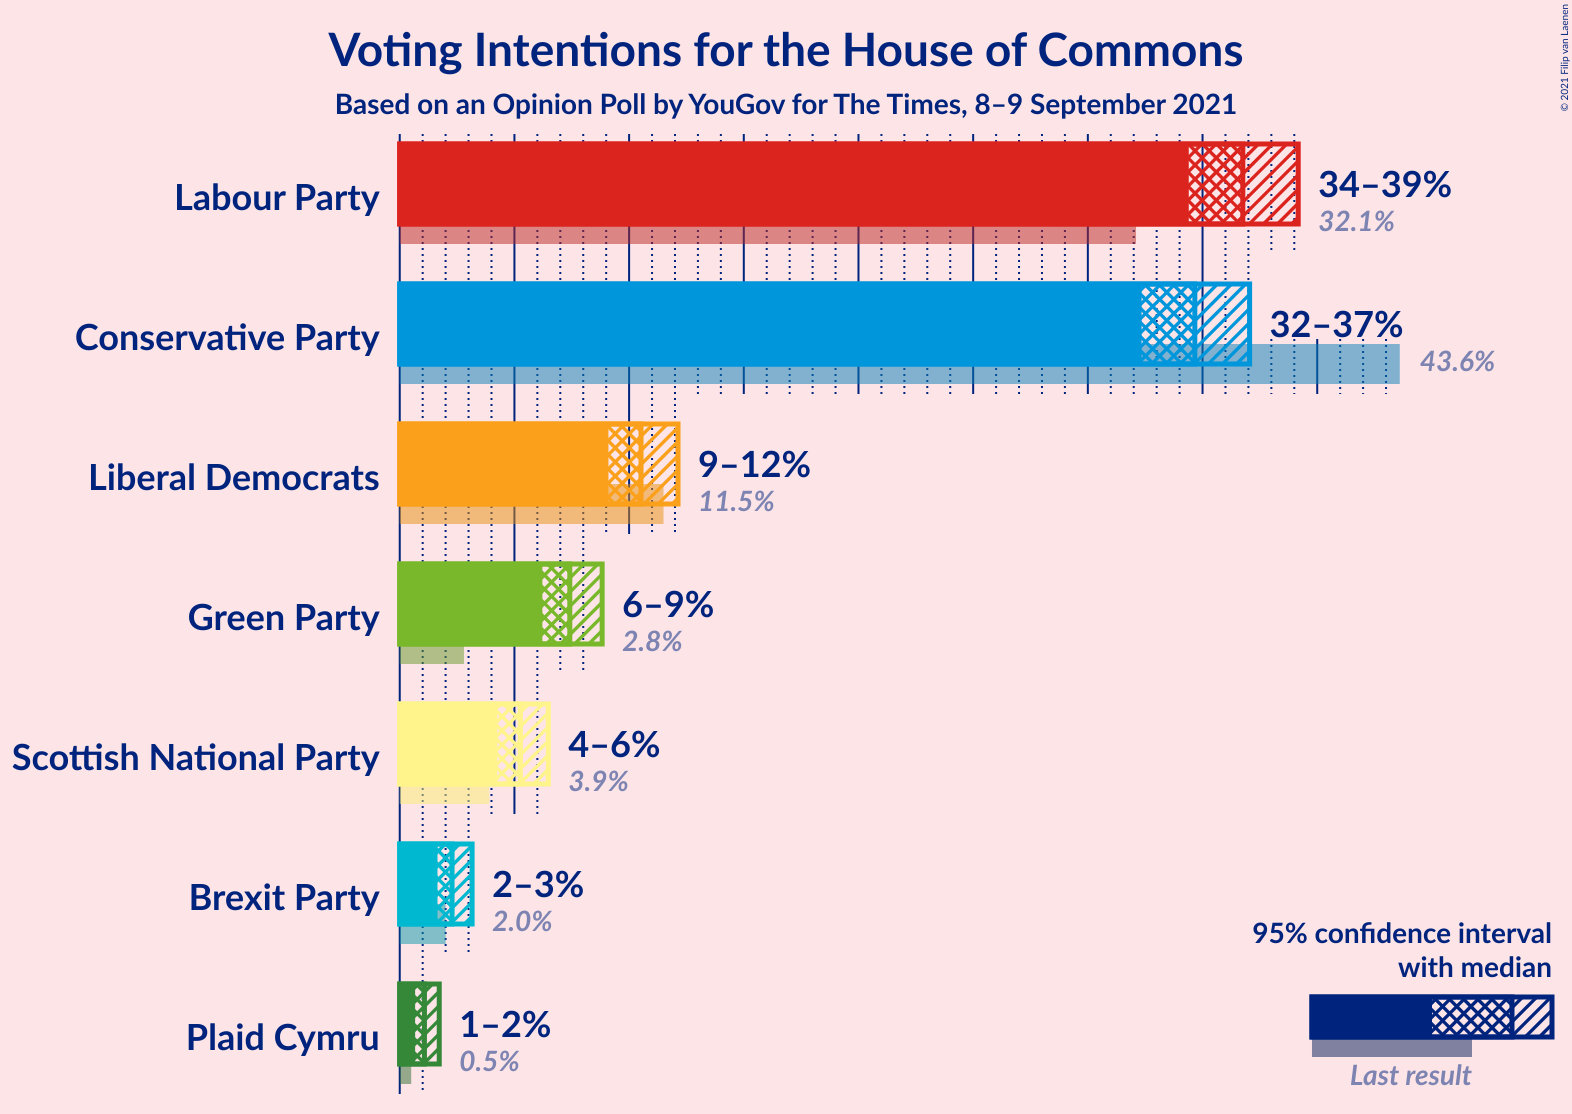 Voting Intentions for the House of Commons
Based on an Opinion Poll by YouGov for The Times, 8–9 September 2021
© 2021 Filip van Laenen
Labour Party
34–39%
32.1%
Conservative Party
32–37%
43.6%
Liberal Democrats
9–12%
11.5%
Green Party
6–9%
2.8%
Scottish National Party
4–6%
3.9%
Brexit Party
2–3%
2.0%
Plaid Cymru
1–2%
0.5%
95% confidence interval
with median
Last result